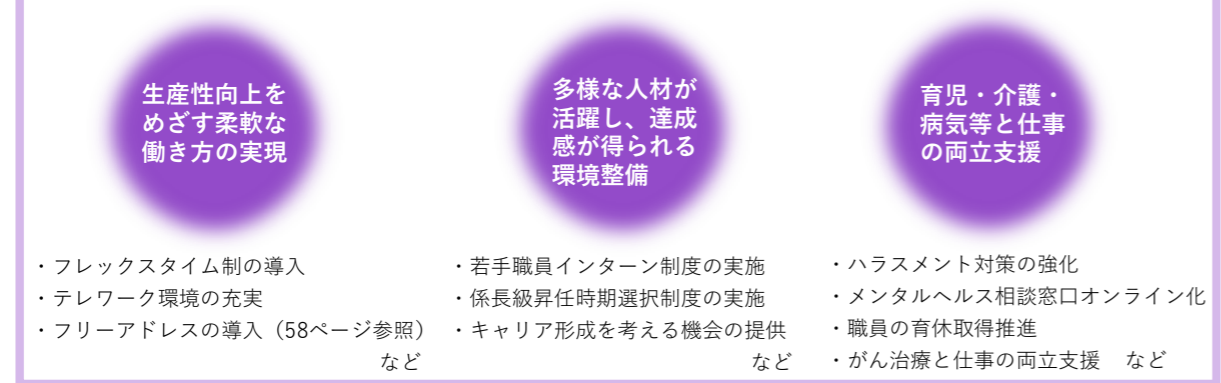 生産性向上を
めざす柔軟な
働き方の実現
・フレックスタイム制の導入
・テレワーク環境の充実
・フリーアドレスの導入（58ページ参照）
など
多様な人材が
活躍し、達成
感が得られる
環境整備
・若手職員インターン制度の実施
・係長級昇任時期選択制度の実施
・キャリア形成を考える機会の提供
など
育児・介護・
病気等と仕事
の両立支援
・ハラスメント対策の強化
・メンタルヘルス相談窓口オンライン化
・職員の育休取得推進
・がん治療と仕事の両立支援　など